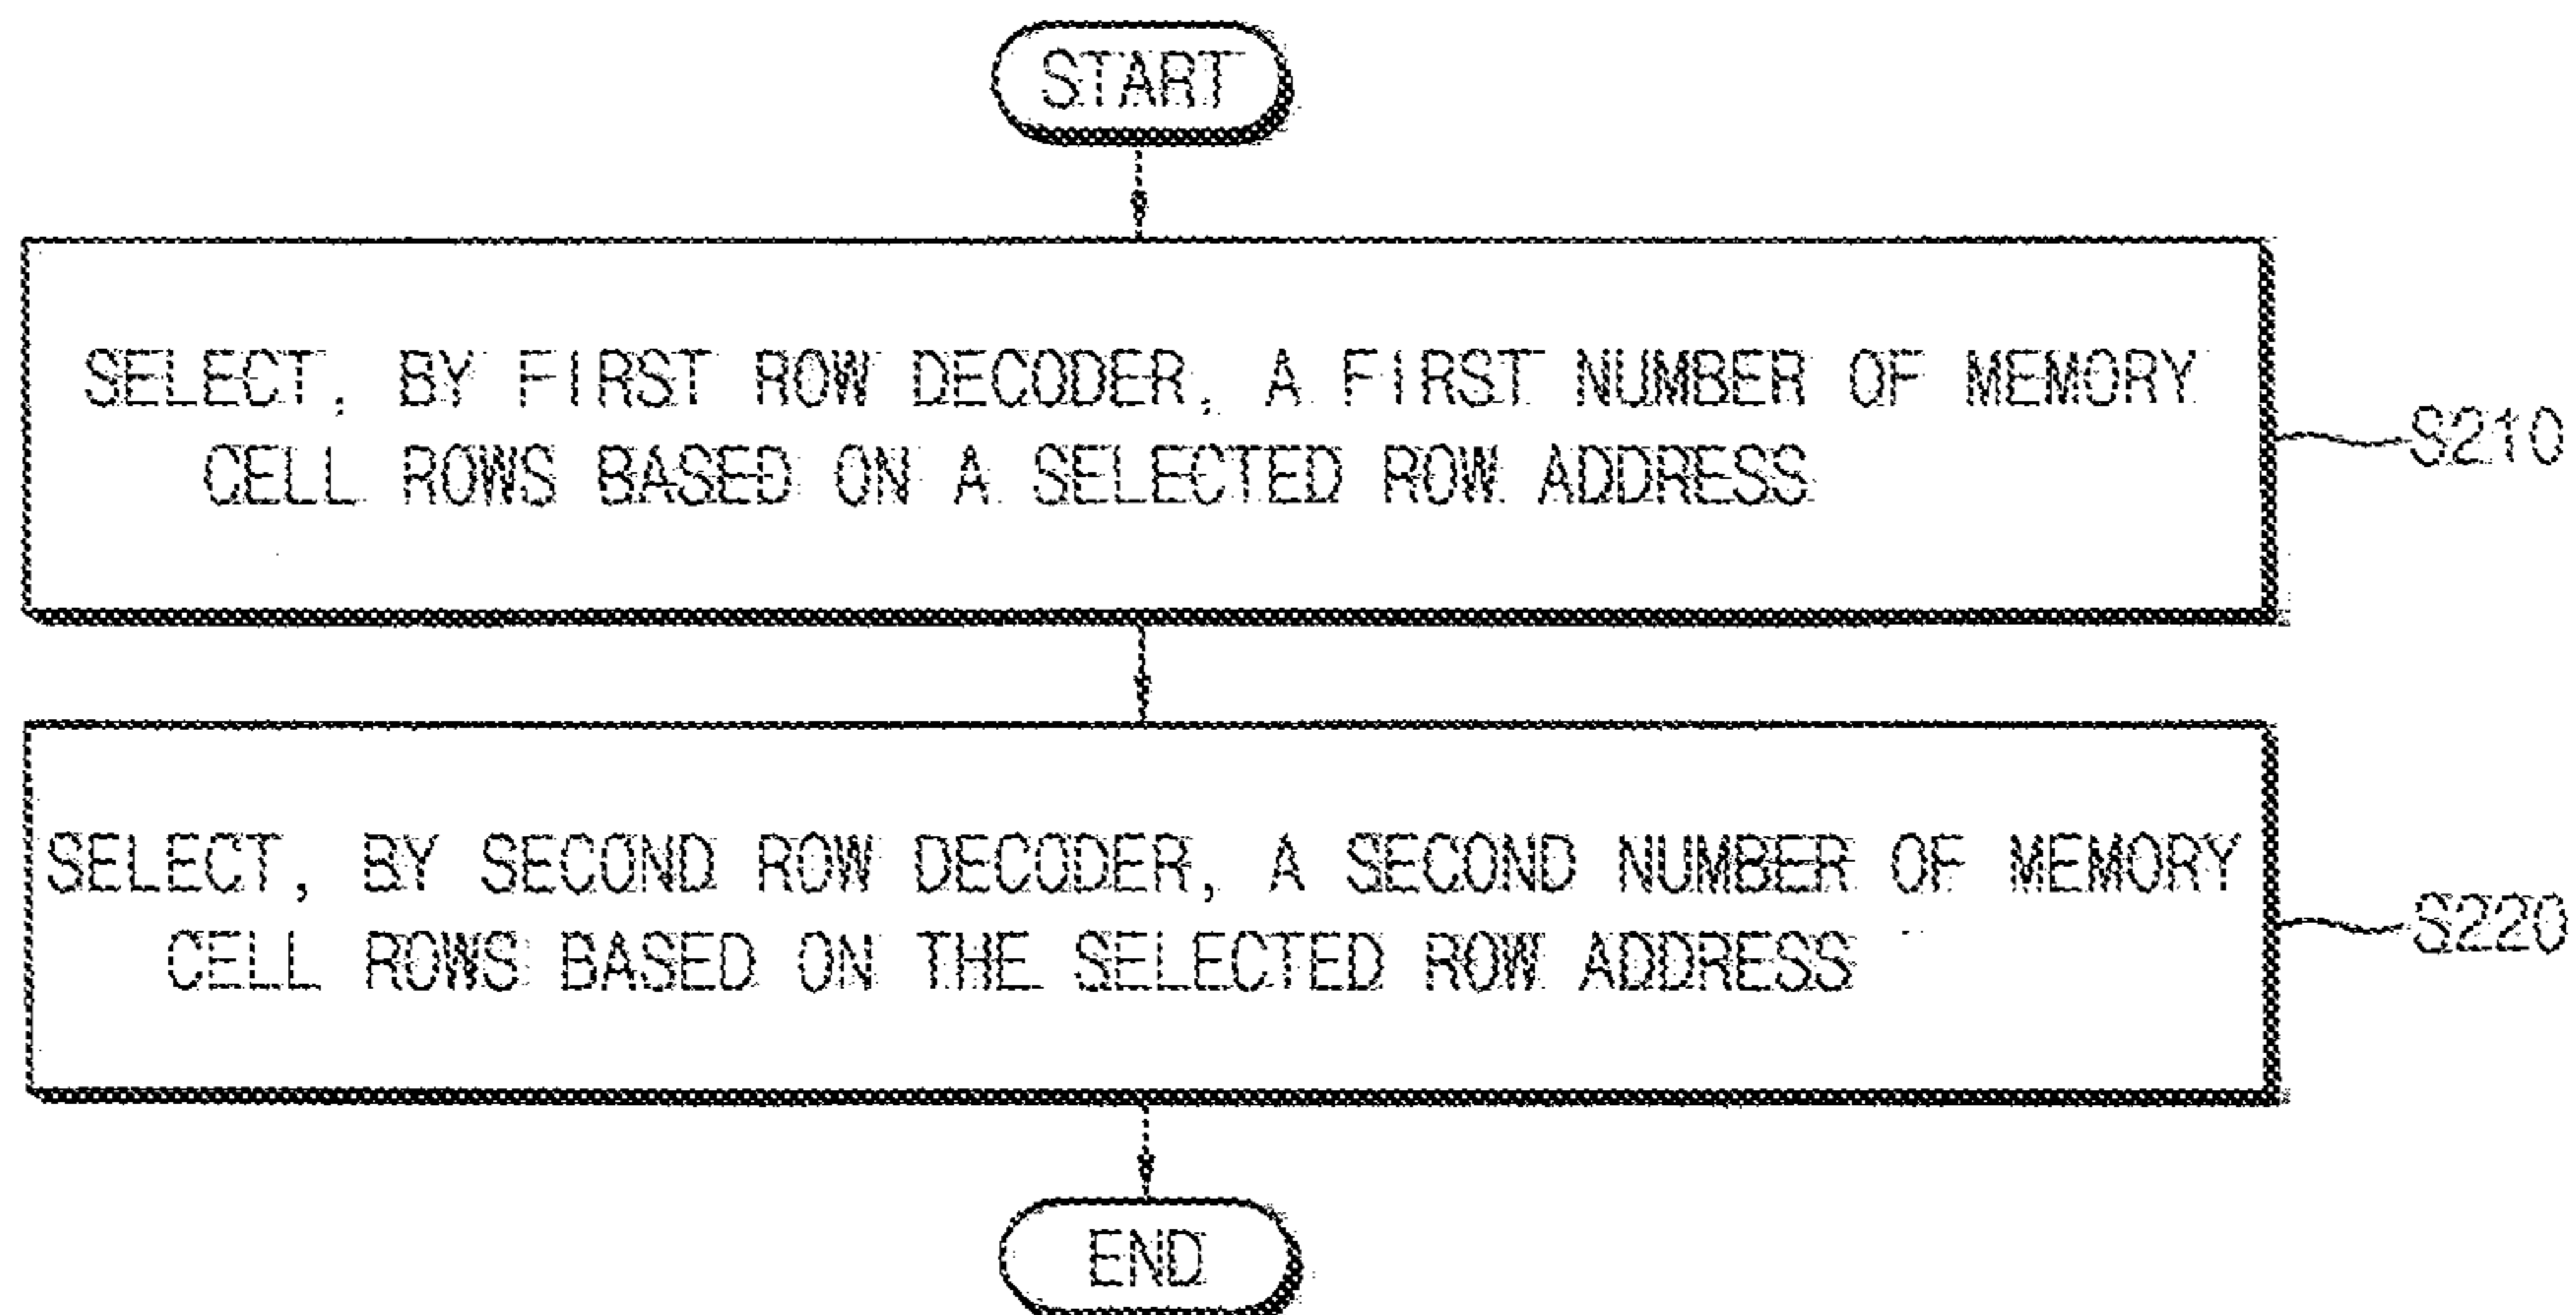 START
SELECT, BY FIRST ROW DECODER, A FIRST NUMBER OF MEMORY
CELL ROWS BASED ON A SELECTED ROW ADDRESS
S210
SELECT, BY SECOND ROW DECODER, A SECOND NUMBER OF MEMORY
CELL ROWS BASED ON THE SELECTED ROW ADDRESS
S220
END